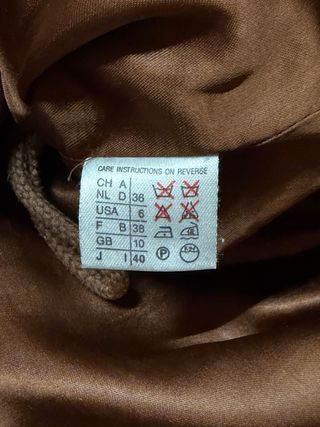 CARE INSTRUCTIONS ON REVERSE
CH A
NL D 36
USA 6
F B 38
GB 10
J I 40
P